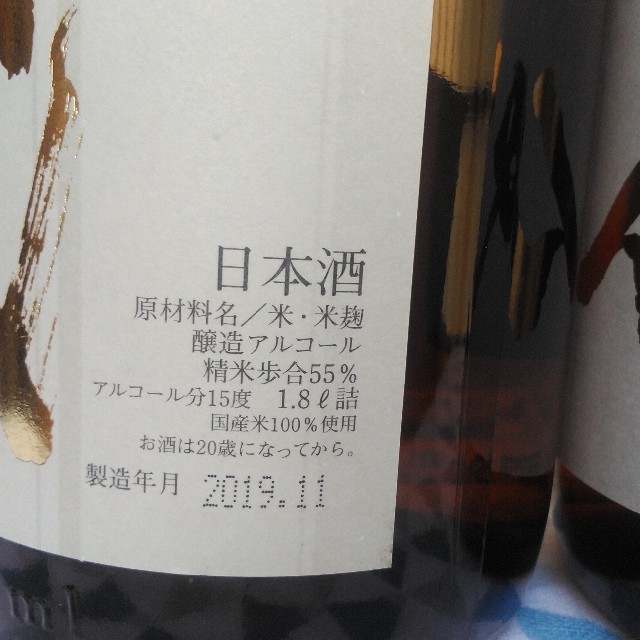 日本酒
原材料名／米・米麹
醸造アルコール
精米歩合55%
アルコール分15度 1.8ℓ詰
国産米100%使用
お酒は20歳になってから。
製造年月 2019.11
ml